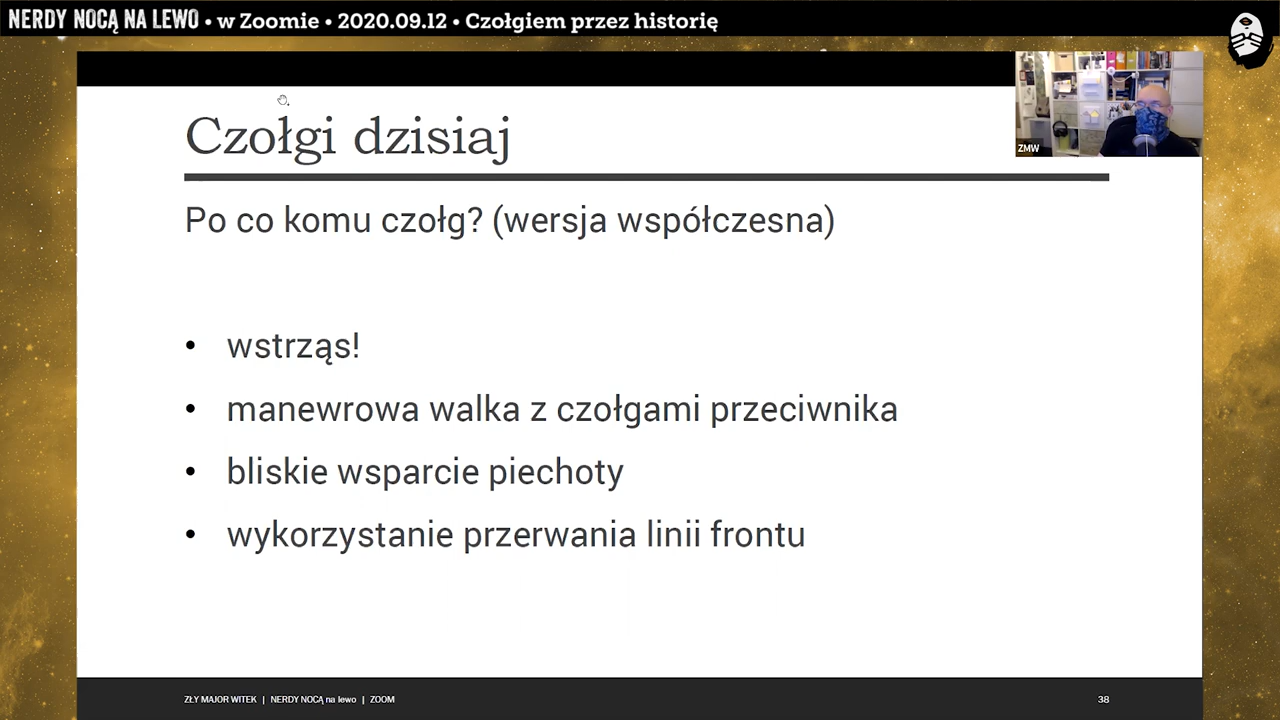 NERDY NOCĄ NA LEWO • w Zoomie • 2020.09.12 • Czołgiem przez historię
ZMW
Czołgi dzisiaj
Po co komu czołg? (wersja współczesna)
• wstrząs!
• manewrowa walka z czołgami przeciwnika
• bliskie wsparcie piechoty
• wykorzystanie przerwania linii frontu
ZŁY MAJOR WITEK | NERDY NOCĄ na lewo | ZOOM
38